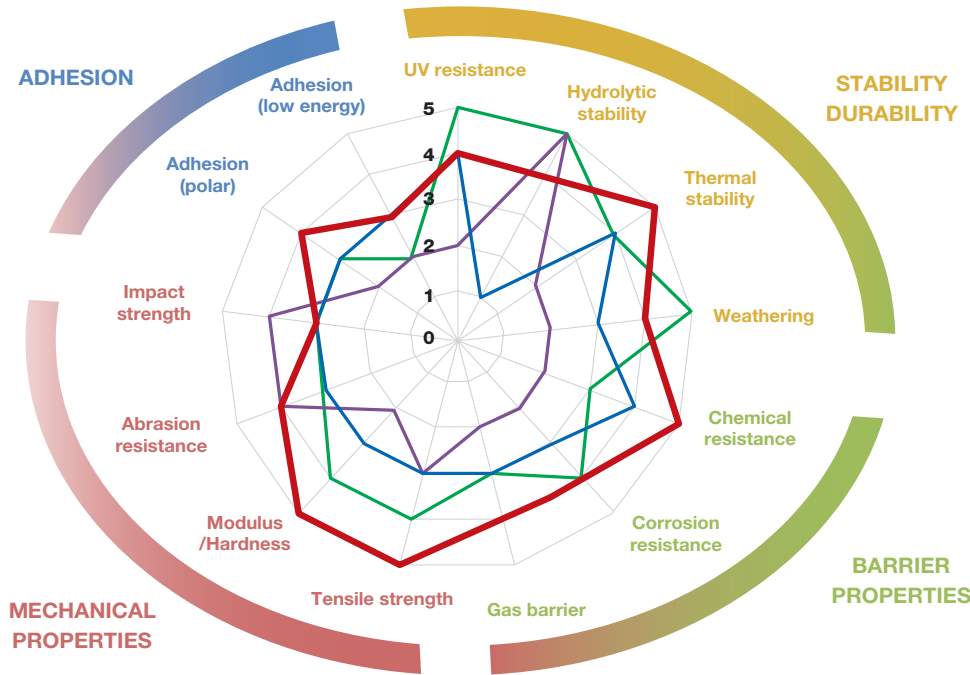 ADHESION
Adhesion
(low energy)
Adhesion
(polar)
UV resistance
Hydrolytic
stability
Thermal
stability
Weathering
STABILITY
DURABILITY
5
4
3
2
1
0
Impact
strength
Abrasion
resistance
Modulus
/Hardness
Tensile strength
MECHANICAL
PROPERTIES
Chemical
resistance
Corrosion
resistance
Gas barrier
BARRIER
PROPERTIES